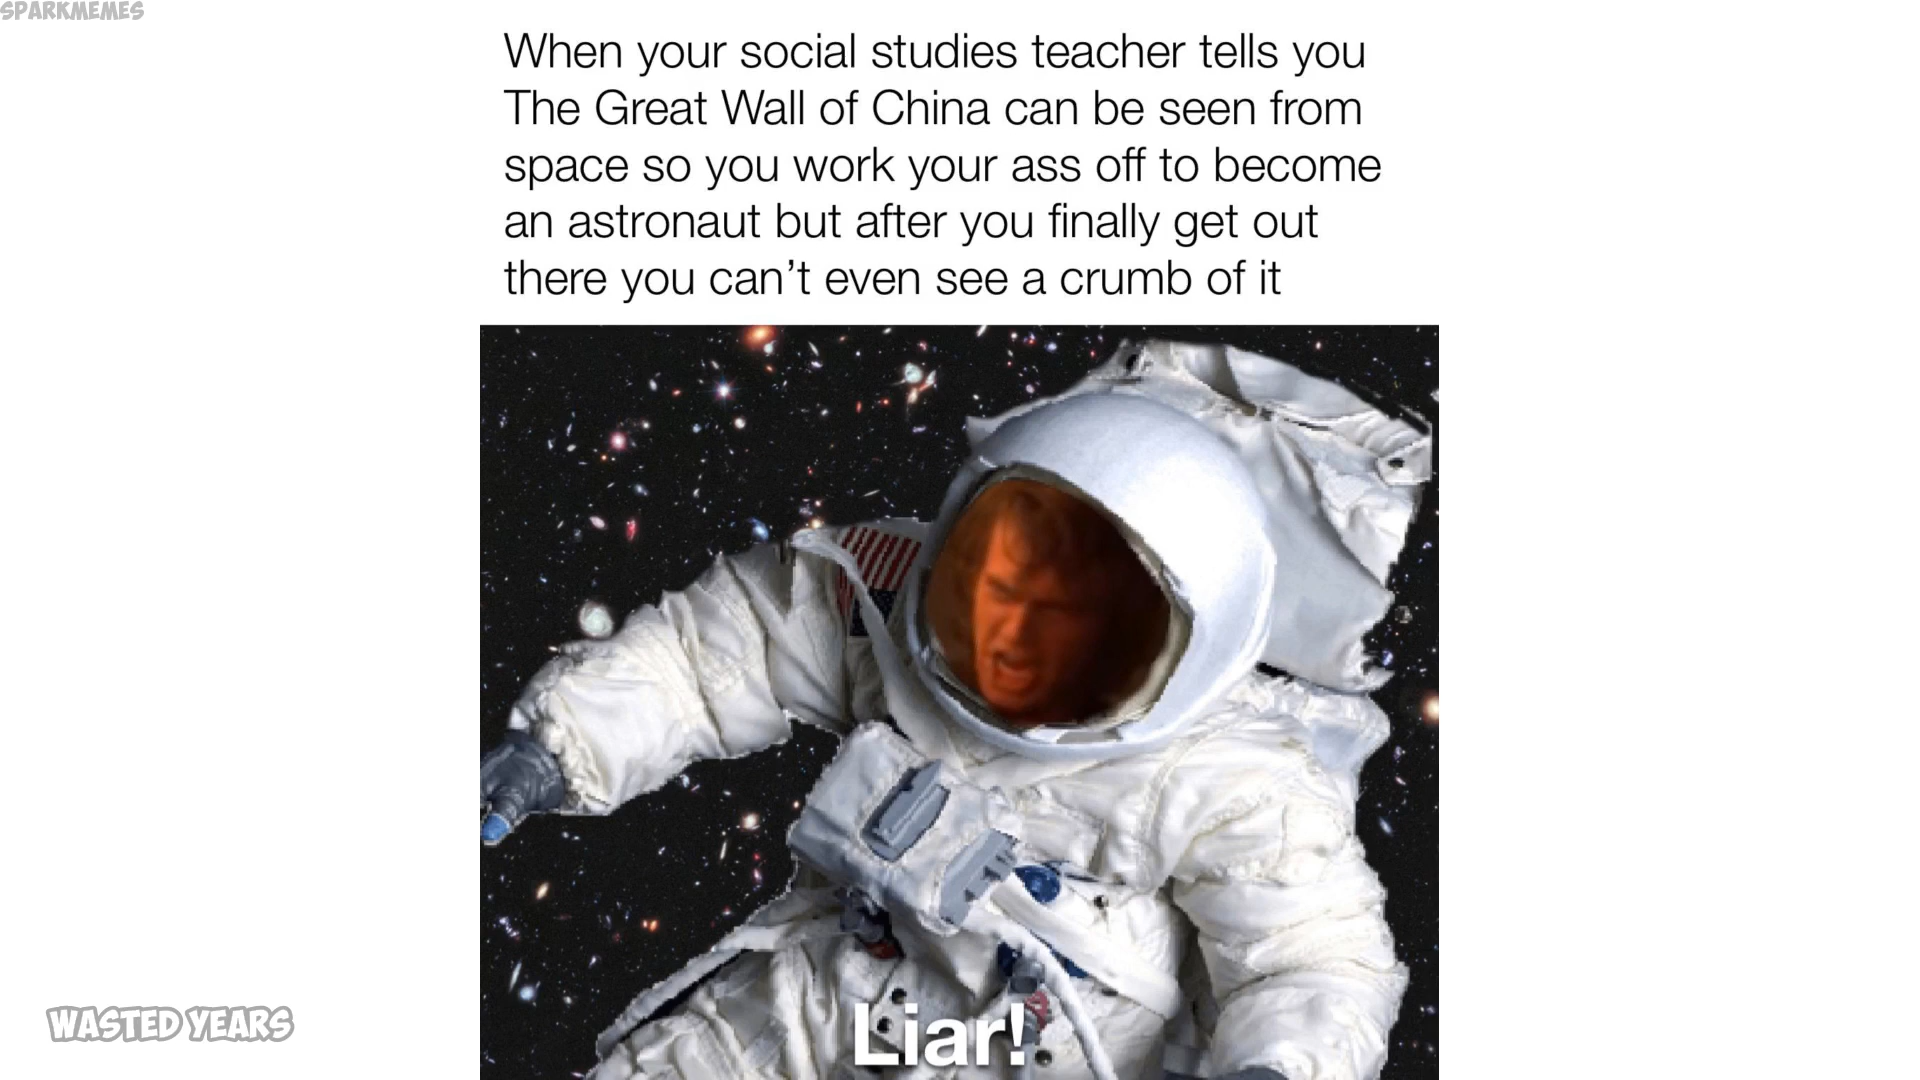 SPARKMEMES
When your social studies teacher tells you
The Great Wall of China can be seen from
space so you work your ass off to become
an astronaut but after you finally get out
there you can’t even see a crumb of it
WASTED YEARS
Liar!